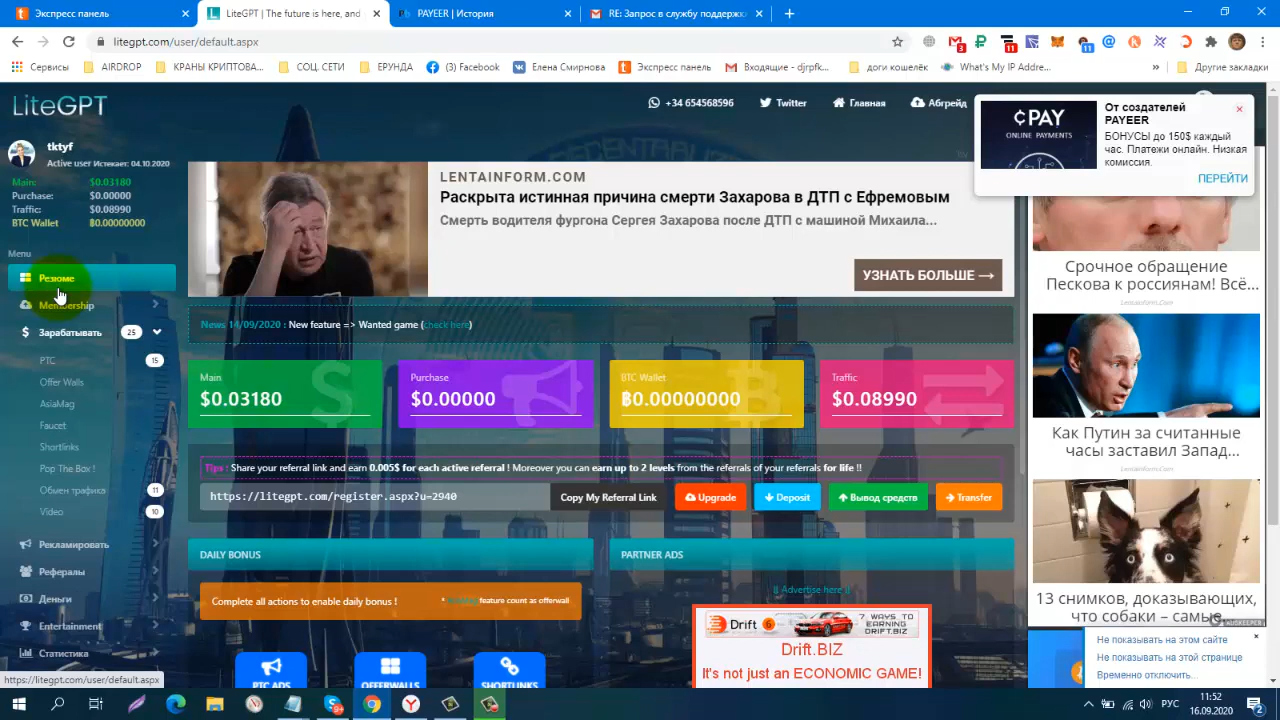 Экспресс панель
LiteGPT | The future is here, and
PAYEER | История
RE: Запрос в службу поддержк
litegpt.com/user/default.aspx
3
11
11
Сервисы
AIRDROP
КРАНЫ КРИПТОВА...
СОЦ. СЕТИ
ЕРУНДА
(3) Facebook
Елена Смирнова
Экспресс панель
Входящие - djrpfk...
доги кошелёк
What's My IP Addre...
»
Другие закладки
LiteGPT
+34 654568596
Twitter
Главная
Абгрейд
PAY
ONLINE PAYMENTS
От создателей
PAYEER
БОНУСЫ до 150$ каждый
час. Платежи онлайн. Низкая
комиссия.
ПЕРЕЙТИ
tktyf
Active user Истекает: 04.10.2020
Main: $0.03180
Purchase: $0.00000
Traffic: $0.08990
BTC Wallet ฿0.00000000
Menu
Резюме
Membership
Зарабатывать 25
PTC 15
Offer Walls
AsiaMag
Faucet
Shortlinks
Pop The Box !
Обмен трафика 11
Video 10
Рекламировать
Рефералы
Деньги
Entertainment
Статистика
https://litegpt.com/user/default.aspx
LENTAINFORM.COM
Раскрыта истинная причина смерти Захарова в ДТП с Ефремовым
Смерть водителя фургона Сергея Захарова после ДТП с машиной Михаила...
УЗНАТЬ БОЛЬШЕ →
News 14/09/2020 : New feature => Wanted game (check here)
Main
$0.03180
Purchase
$0.00000
BTC Wallet
฿0.00000000
Traffic
$0.08990
Tips : Share your referral link and earn 0.005$ for each active referral ! Moreover you can earn up to 2 levels from the referrals of your referrals for life !!
https://litegpt.com/register.aspx?u=2940
Copy My Referral Link
Upgrade
Deposit
Вывод средств
Transfer
DAILY BONUS
Complete all actions to enable daily bonus !
feature count as offerwall
PTC ADS
OFFERWALLS
SHORTLINKS
PARTNER ADS
!! Advertise here !!
Drift
7 WAYS TO
EARNING
DRIFT.BIZ
Drift.BIZ
It's not just an ECONOMIC GAME!
Срочное обращение
Пескова к россиянам! Всё...
Lentainform.Com
Как Путин за считанные
часы заставил Запад...
Lentainform.Com
13 снимков, доказывающих,
что собаки – самые
Не показывать на этом сайте
Не показывать на этой странице
Временно отключить...
РУС
11:52
16.09.2020
2